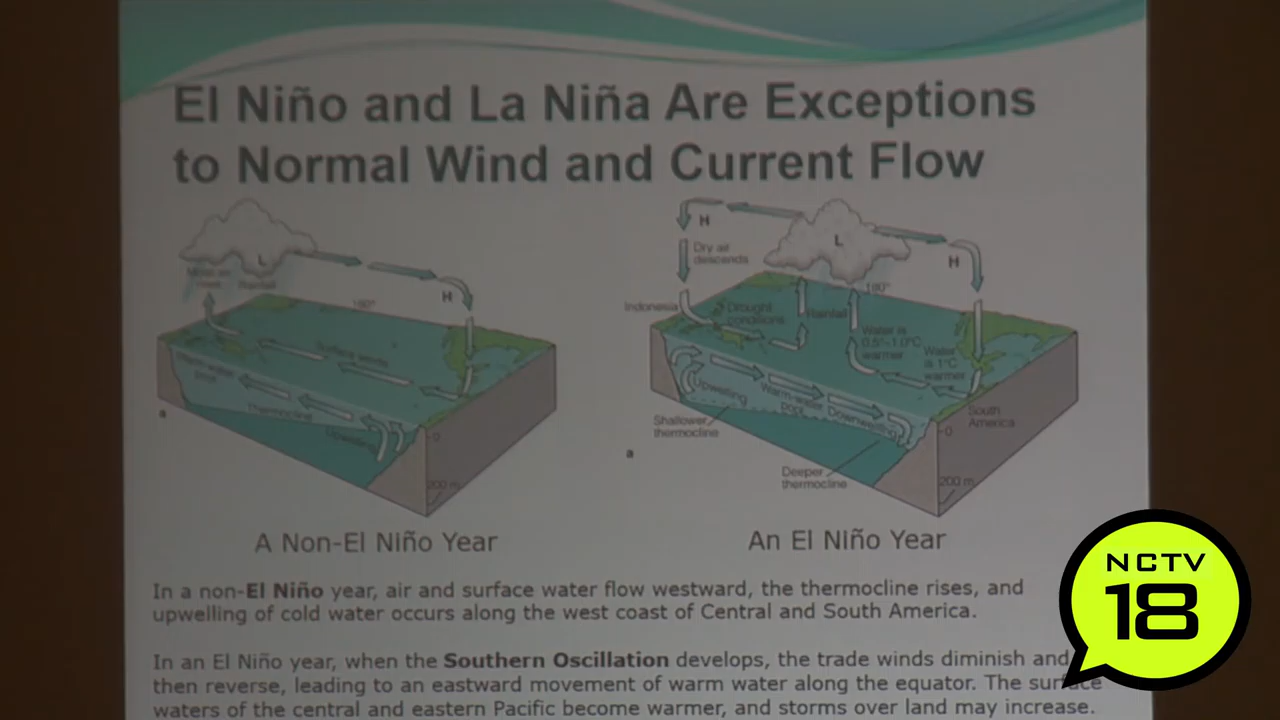 El Niño and La Niña Are Exceptions
to Normal Wind and Current Flow
L
H
180°
Surface winds
Thermocline
Upwelling
a
0
200 m
H
L
H
Dry air
descends
180°
Indonesia
Drought
conditions
Rainfall
Water is
0.5°-1.0°C
warmer
Water
is 1°C
warmer
Upwelling
Warm-water
pool
Downwelling
Shallower
thermocline
South
America
0
a
Deeper
thermocline
200 m
A Non-El Niño Year
An El Niño Year
In a non-El Niño year, air and surface water flow westward, the thermocline rises, and
upwelling of cold water occurs along the west coast of Central and South America.
In an El Niño year, when the Southern Oscillation develops, the trade winds diminish and
then reverse, leading to an eastward movement of warm water along the equator. The surface
waters of the central and eastern Pacific become warmer, and storms over land may increase.
NCTV
18